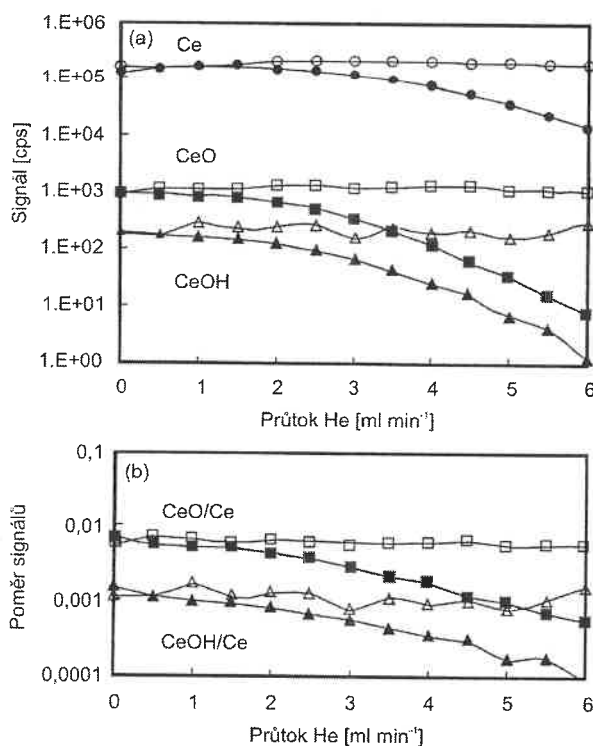 (a)
Ce
CeO
CeOH
Signál [cps]
1.E+06
1.E+05
1.E+04
1.E+03
1.E+02
1.E+01
1.E+00
0 1 2 3 4 5 6
Průtok He [ml min⁻¹]
(b)
CeO/Ce
CeOH/Ce
Poměr signálů
0,1
0,01
0,001
0,0001
0 1 2 3 4 5 6
Průtok He [ml min⁻¹]